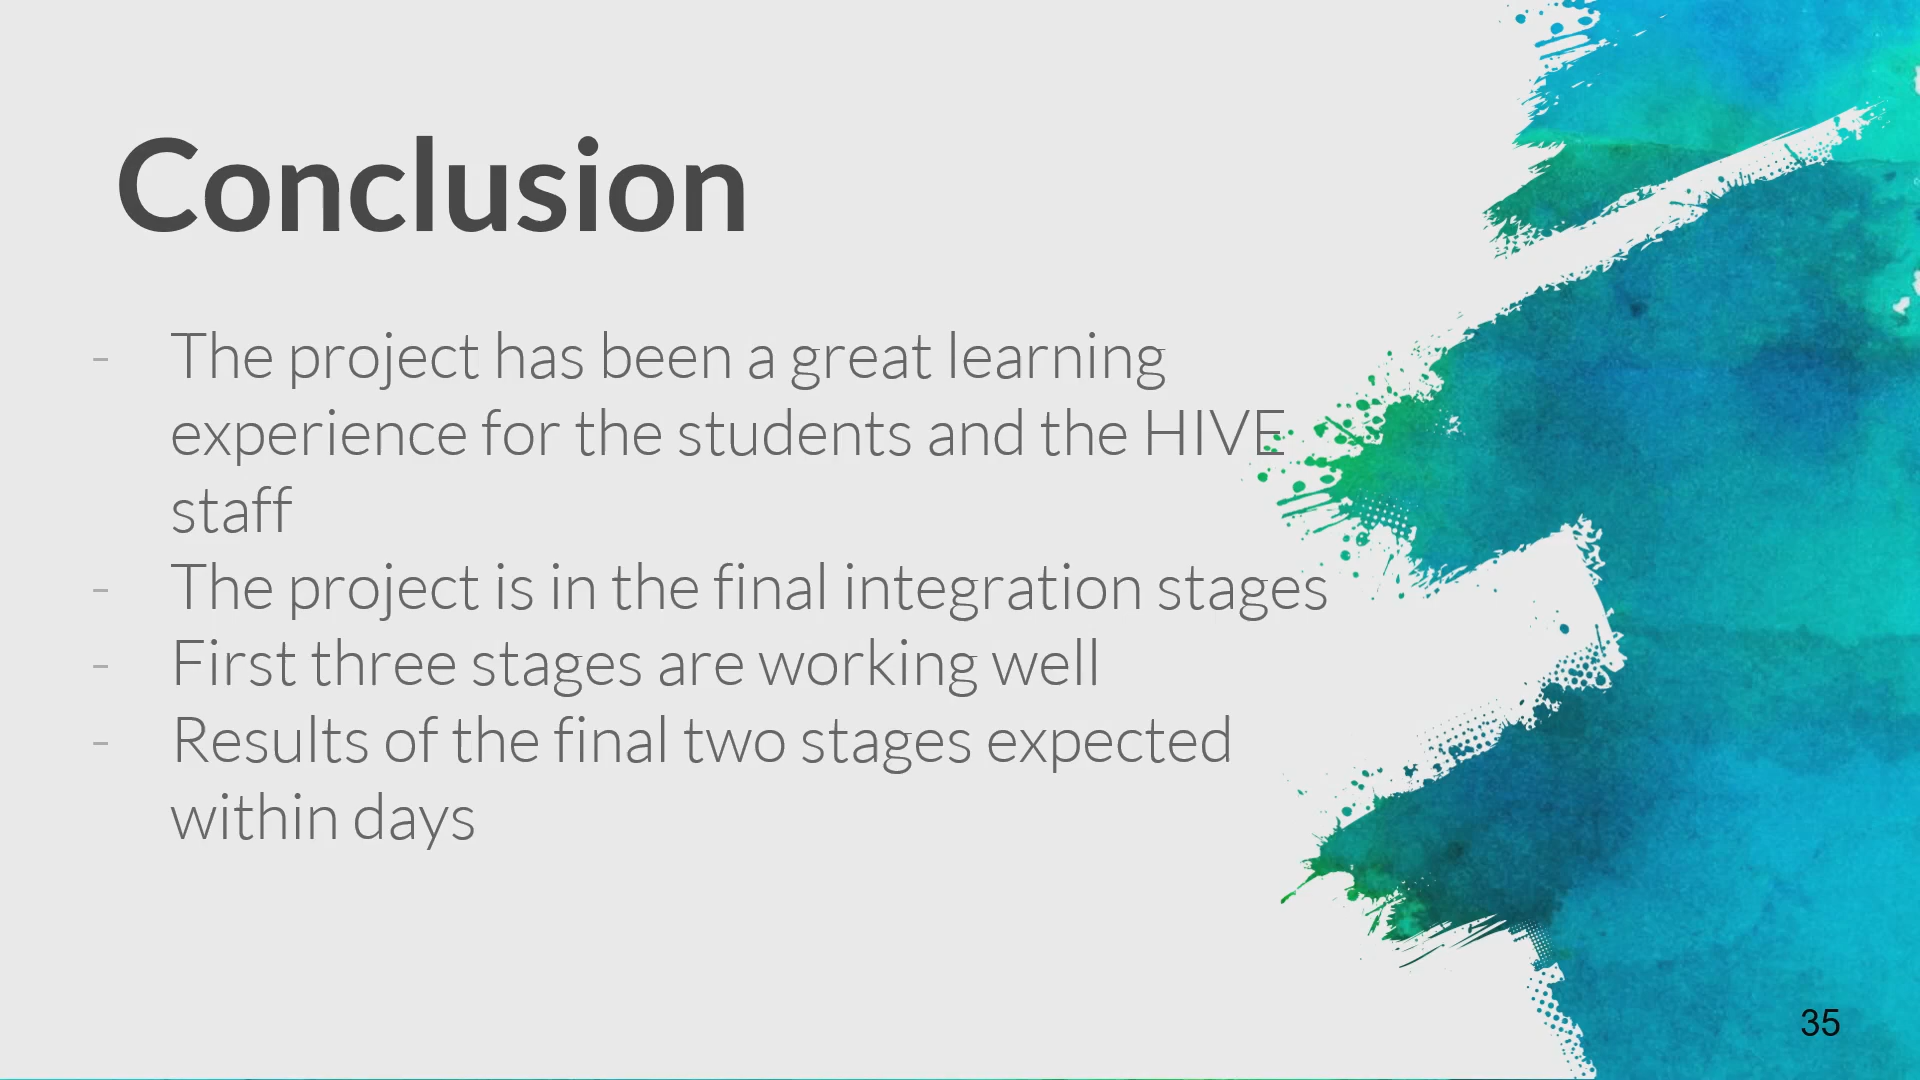 Conclusion
- The project has been a great learning
experience for the students and the HIVE
staff
- The project is in the final integration stages
- First three stages are working well
- Results of the final two stages expected
within days
35